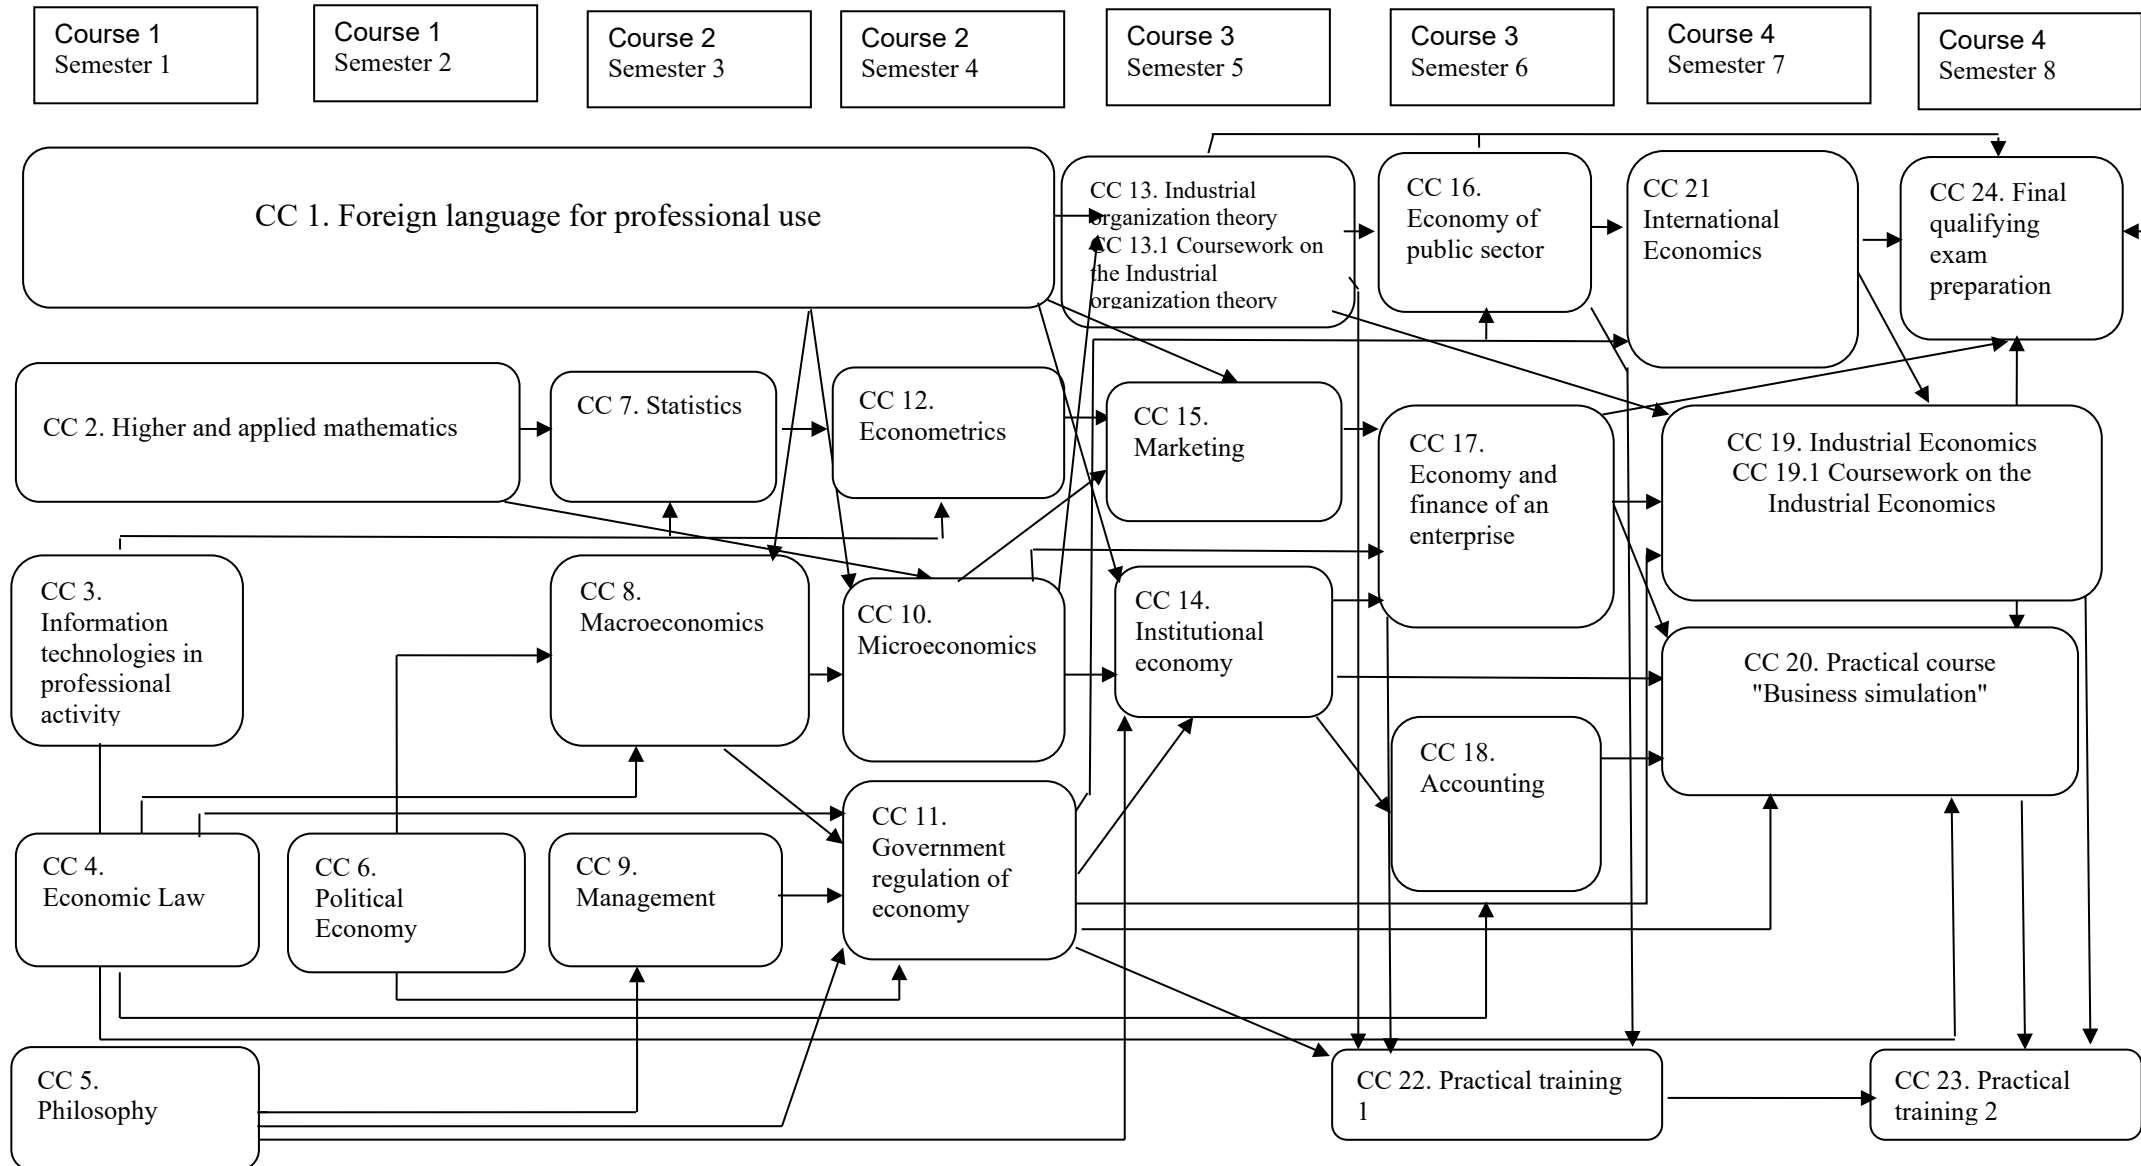 Course 1
Semester 1
Course 1
Semester 2
Course 2
Semester 3
Course 2
Semester 4
Course 3
Semester 5
Course 3
Semester 6
Course 4
Semester 7
Course 4
Semester 8
CC 1. Foreign language for professional use
CC 13. Industrial
organization theory
CC 13.1 Coursework on
the Industrial
organization theory
CC 16.
Economy of
public sector
CC 21
International
Economics
CC 24. Final
qualifying
exam
preparation
CC 2. Higher and applied mathematics
CC 7. Statistics
CC 12.
Econometrics
CC 15.
Marketing
CC 17.
Economy and
finance of an
enterprise
CC 19. Industrial Economics
CC 19.1 Coursework on the
Industrial Economics
CC 3.
Information
technologies in
professional
activity
CC 8.
Macroeconomics
CC 10.
Microeconomics
CC 14.
Institutional
economy
CC 20. Practical course
"Business simulation"
CC 18.
Accounting
CC 4.
Economic Law
CC 6.
Political
Economy
CC 9.
Management
CC 11.
Government
regulation of
economy
CC 5.
Philosophy
CC 22. Practical training
1
CC 23. Practical
training 2